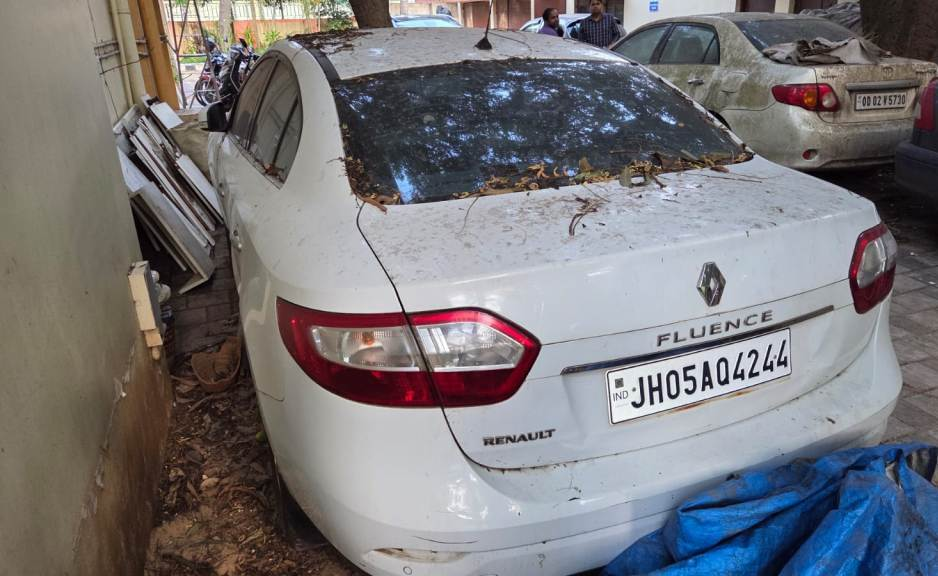 OD 02 W 5730
FLUENCE
IND JH05AQ4244
RENAULT